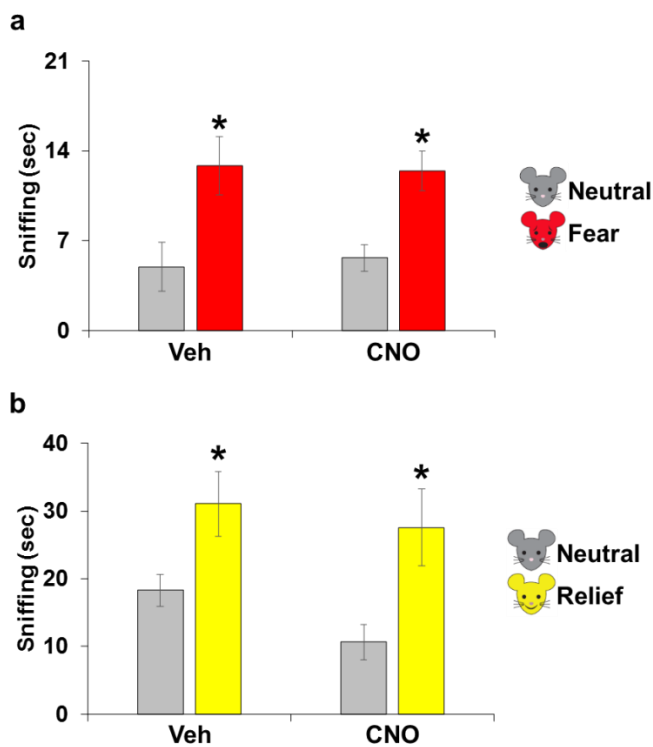 a
21
14
7
0
Sniffing (sec)
* *
Veh CNO
Neutral
Fear
b
40
30
20
10
0
Sniffing (sec)
* *
Veh CNO
Neutral
Relief